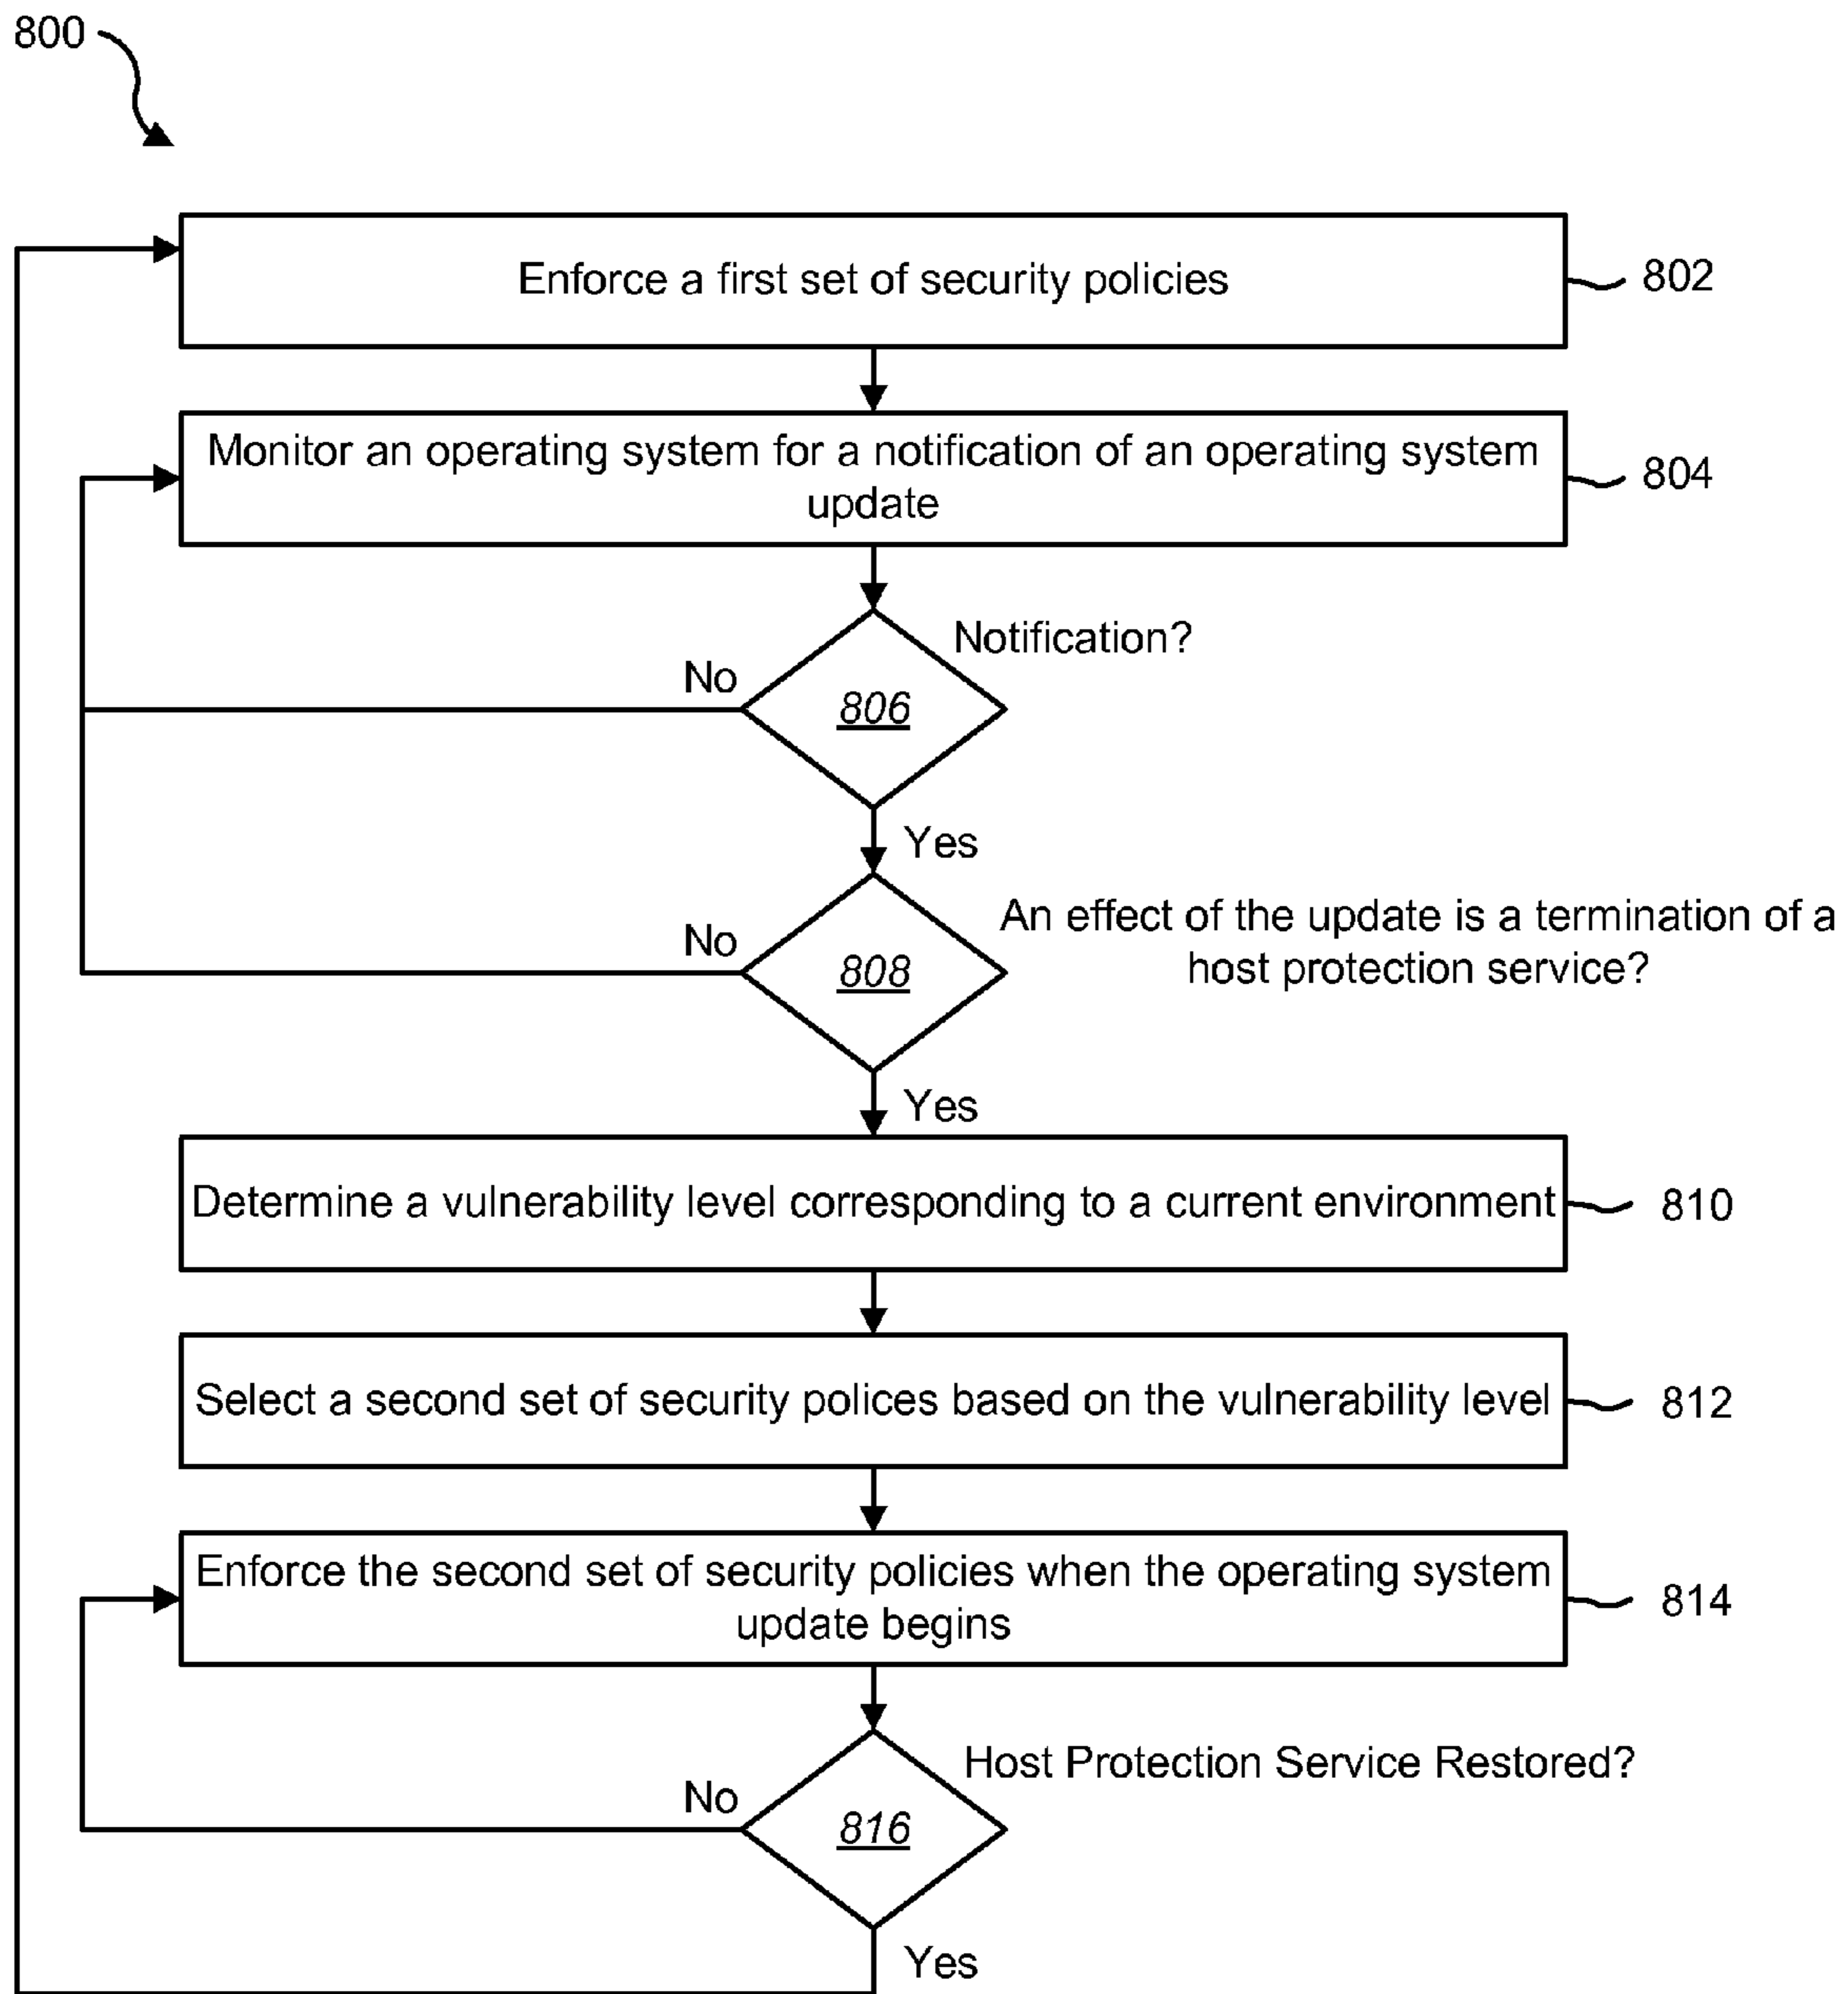 800
Enforce a first set of security policies
802
Monitor an operating system for a notification of an operating system
update
804
Notification?
No
806
Yes
An effect of the update is a termination of a
host protection service?
No
808
Yes
Determine a vulnerability level corresponding to a current environment
810
Select a second set of security polices based on the vulnerability level
812
Enforce the second set of security policies when the operating system
update begins
814
Host Protection Service Restored?
No
816
Yes